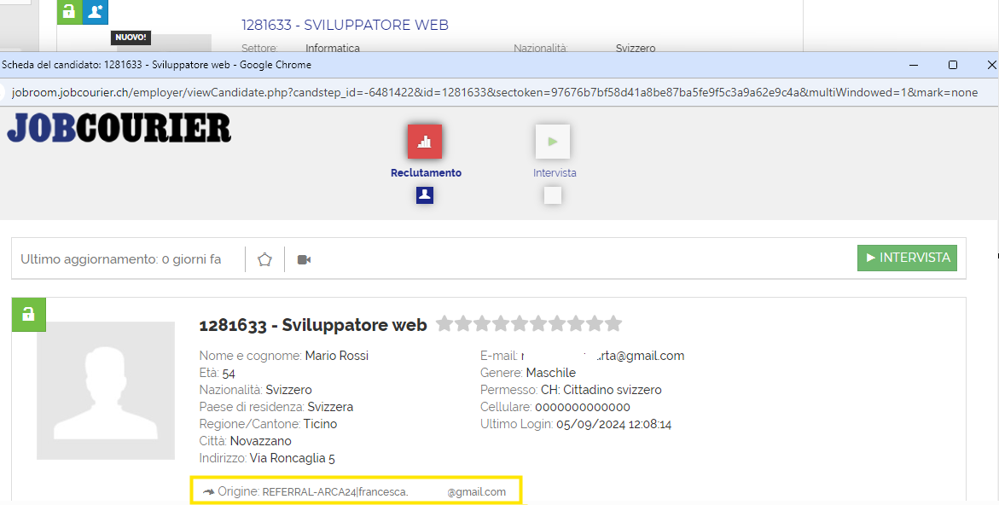 1281633 - SVILUPPATORE WEB
NUOVO!
Settore: Informatica Nazionalità: Svizzero
Scheda del candidato: 1281633 - Sviluppatore web - Google Chrome
jobroom.jobcourier.ch/employer/viewCandidate.php?candstep_id=-6481422&id=1281633&sectoken=97676b7bf58d41a8be87ba5fe9f5c3a9a62e9c4a&multiWindowed=1&mark=none
JOBCOURIER
Reclutamento Intervista
Ultimo aggiornamento: 0 giorni fa
INTERVISTA
1281633 - Sviluppatore web
Nome e cognome: Mario Rossi
Età: 54
Nazionalità: Svizzero
Paese di residenza: Svizzera
Regione/Cantone: Ticino
Città: Novazzano
Indirizzo: Via Roncaglia 5
E-mail: rta@gmail.com
Genere: Maschile
Permesso: CH: Cittadino svizzero
Cellulare: 0000000000000
Ultimo Login: 05/09/2024 12:08:14
Origine: REFERRAL-ARCA24|francesca. @gmail.com